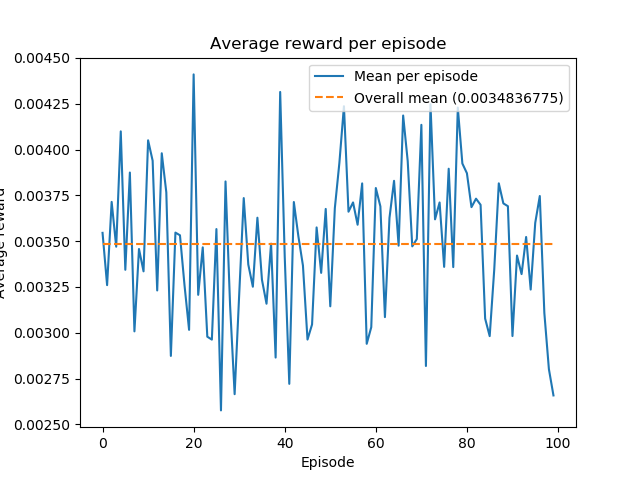 Average reward per episode
Mean per episode
Overall mean (0.0034836775)
0.00450
0.00425
0.00400
0.00375
0.00350
0.00325
0.00300
0.00275
0.00250
Average reward
0 20 40 60 80 100
Episode